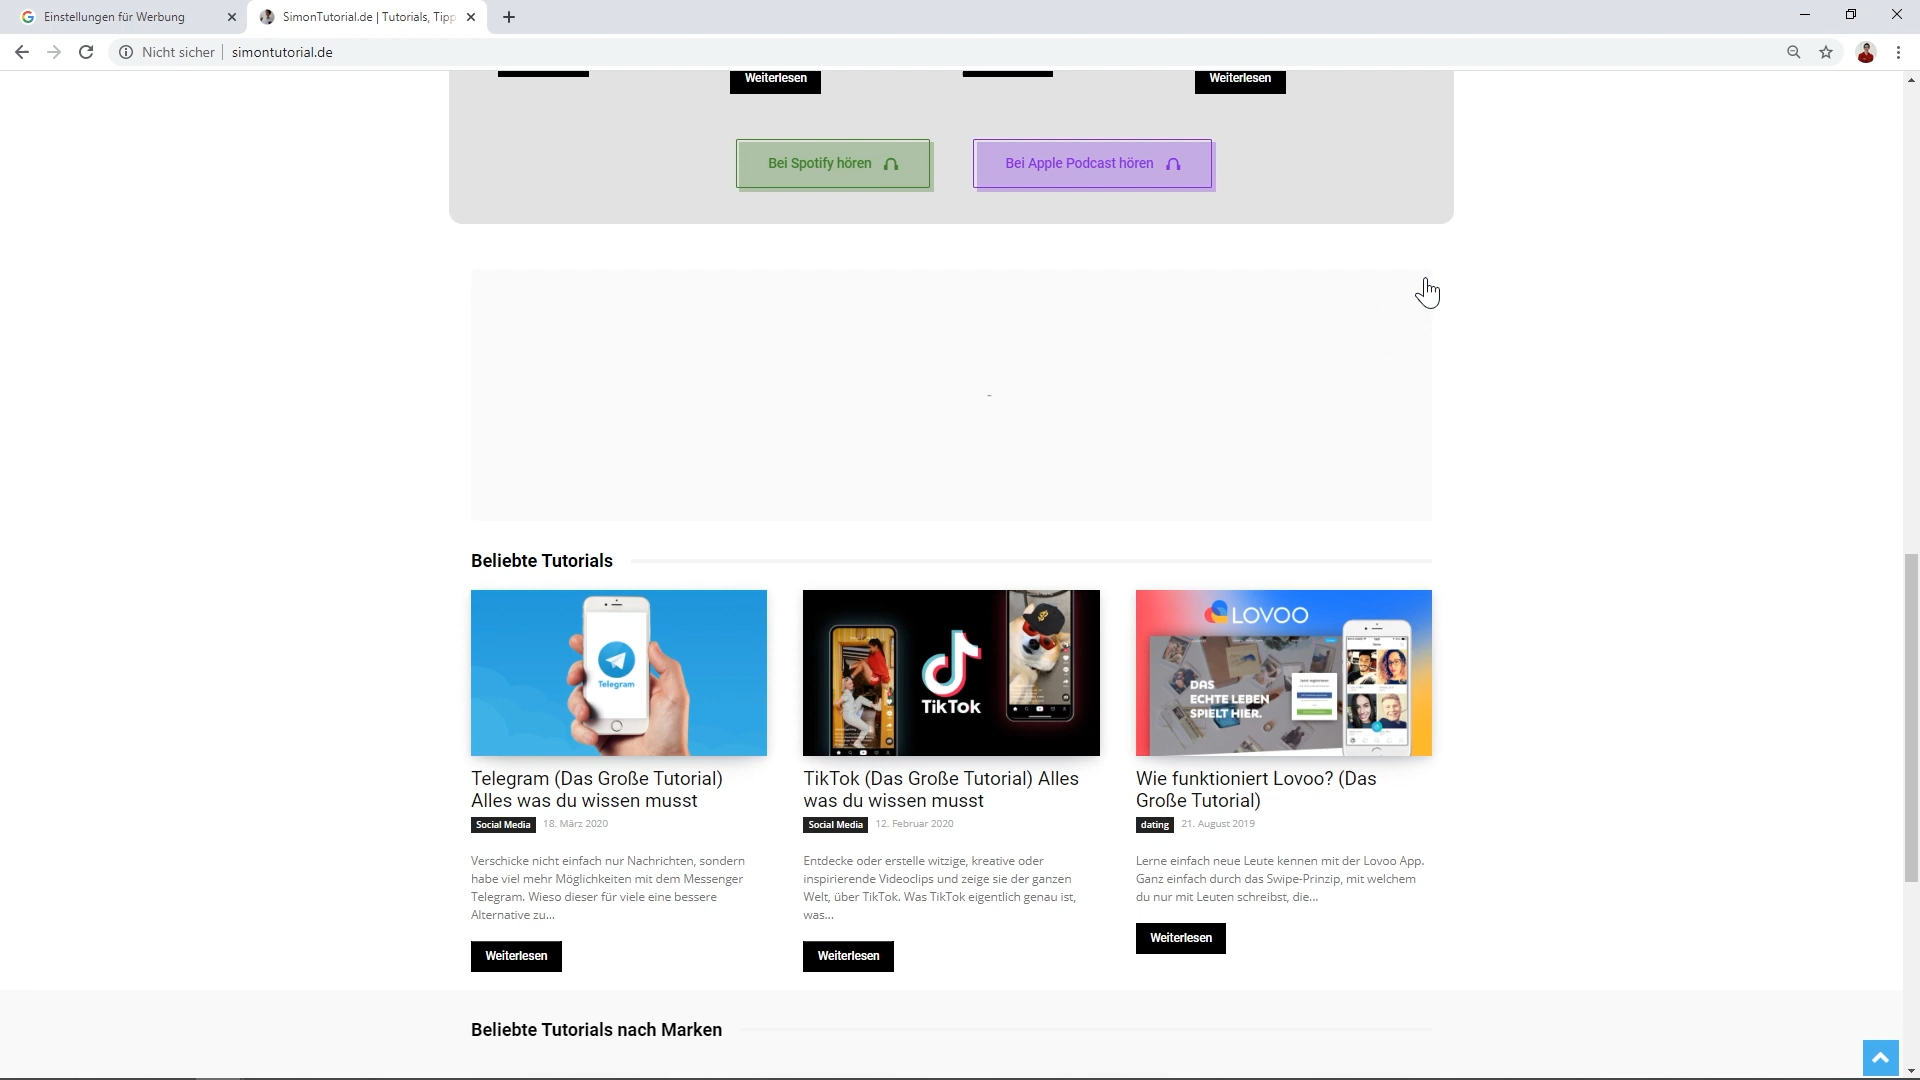 Einstellungen für Werbung
SimonTutorial.de | Tutorials, Tipp
Nicht sicher
simontutorial.de
Weiterlesen
Weiterlesen
Bei Spotify hören
Bei Apple Podcast hören
-
Beliebte Tutorials
Telegram
TikTok
LOVOO
DAS
ECHTE LEBEN
SPIELT HIER.
Telegram (Das Große Tutorial)
Alles was du wissen musst
Social Media 18. März 2020
Verschicke nicht einfach nur Nachrichten, sondern
habe viel mehr Möglichkeiten mit dem Messenger
Telegram. Wieso dieser für viele eine bessere
Alternative zu...
Weiterlesen
TikTok (Das Große Tutorial) Alles
was du wissen musst
Social Media 12. Februar 2020
Entdecke oder erstelle witzige, kreative oder
inspirierende Videoclips und zeige sie der ganzen
Welt, über TikTok. Was TikTok eigentlich genau ist,
was...
Weiterlesen
Wie funktioniert Lovoo? (Das
Große Tutorial)
dating 21. August 2019
Lerne einfach neue Leute kennen mit der Lovoo App.
Ganz einfach durch das Swipe-Prinzip, mit welchem
du nur mit Leuten schreibst, die...
Weiterlesen
Beliebte Tutorials nach Marken